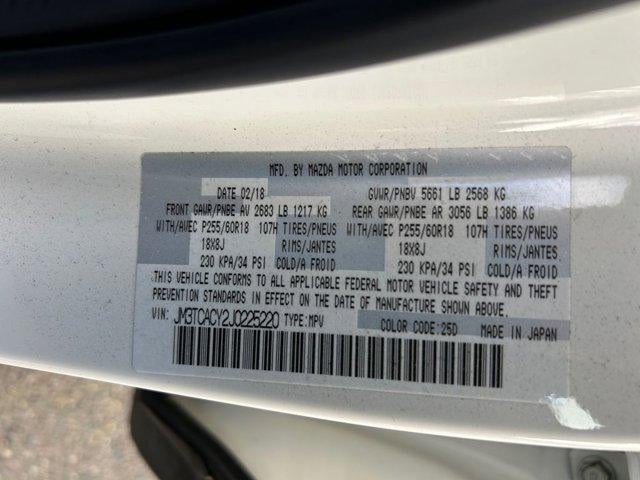 MFD. BY MAZDA MOTOR CORPORATION
DATE 02/18 GVWR/PNBV 5661 LB 2568 KG
FRONT GAWR/PNBE AV 2683 LB 1217 KG REAR GAWR/PNBE AR 3056 LB 1386 KG
WITH/AVEC P255/60R18 107H TIRES/PNEUS WITH/AVEC P255/60R18 107H TIRES/PNEUS
18X8J RIMS/JANTES 18X8J RIMS/JANTES
230 KPA/34 PSI COLD/A FROID 230 KPA/34 PSI COLD/A FROID
THIS VEHICLE CONFORMS TO ALL APPLICABLE FEDERAL MOTOR VEHICLE SAFETY AND THEFT
PREVENTION STANDARDS IN EFFECT ON THE DATE OF MANUFACTURE SHOWN ABOVE.
VIN: JM3TCACY2J0225220 TYPE:MPV COLOR CODE:25D MADE IN JAPAN